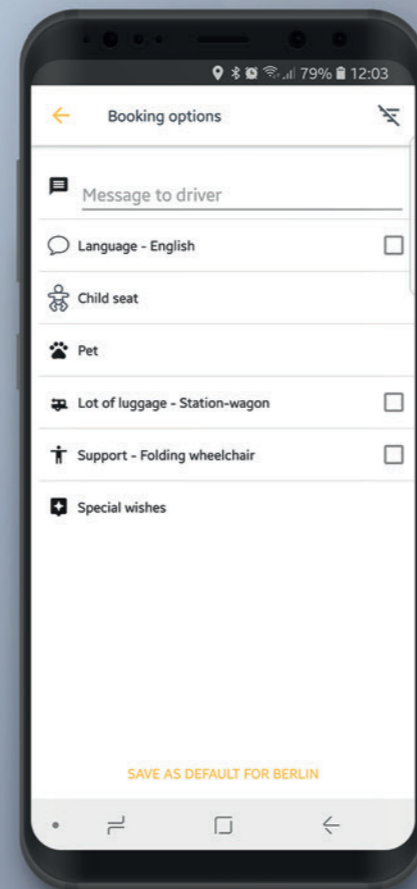 79% 12:03
Booking options
Message to driver
Language - English
Child seat
Pet
Lot of luggage - Station-wagon
Support - Folding wheelchair
Special wishes
SAVE AS DEFAULT FOR BERLIN